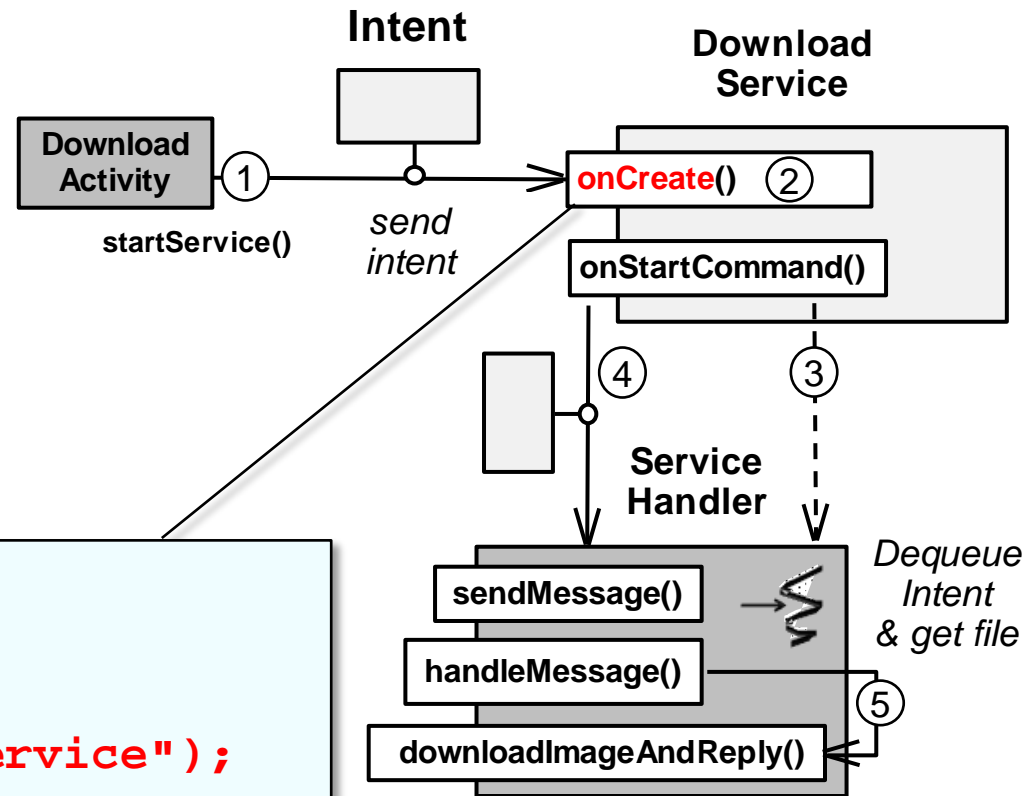 Intent
Download
Service
Download
Activity
1
startService()
send
intent
onCreate() 2
onStartCommand()
4
3
Service
Handler
Dequeue
Intent
& get file
sendMessage()
handleMessage()
5
downloadImageAndReply()
ervice");